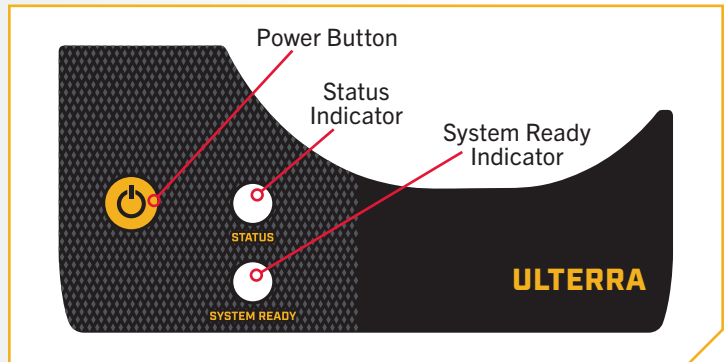 Power Button
Status
Indicator
System Ready
Indicator
STATUS
SYSTEM READY
ULTERRA